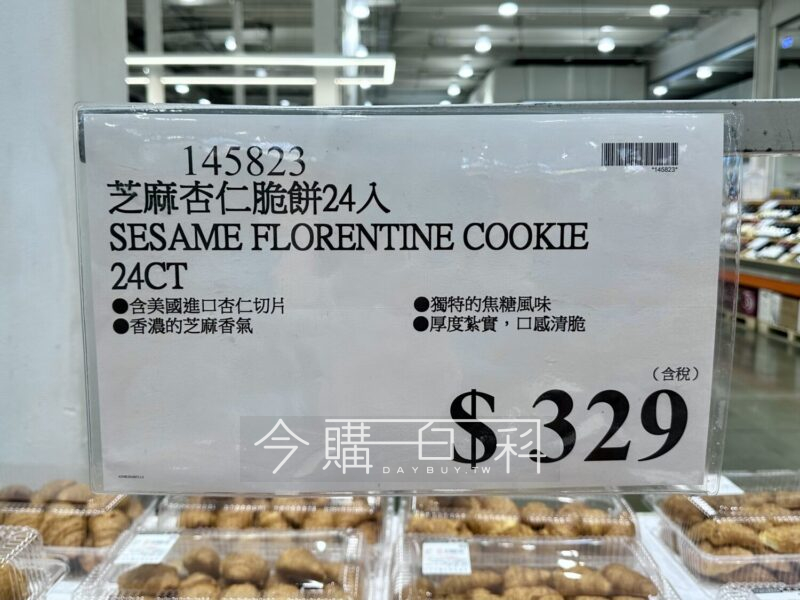 145823
*145823*
芝麻杏仁脆餅24入
SESAME FLORENTINE COOKIE
24CT
●含美國進口杏仁切片
●獨特的焦糖風味
●香濃的芝麻香氣
●厚度紮實，口感清脆
（含稅）
$ 329
今購百科
DAYBUY.TW